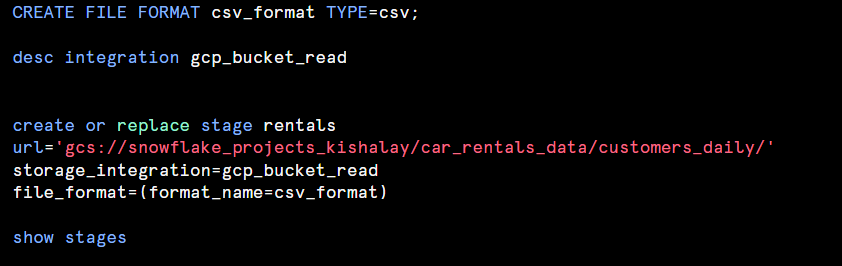 CREATE FILE FORMAT csv_format TYPE=csv;
desc integration gcp_bucket_read
create or replace stage rentals
url='gcs://snowflake_projects_kishalay/car_rentals_data/customers_daily/'
storage_integration=gcp_bucket_read
file_format=(format_name=csv_format)
show stages